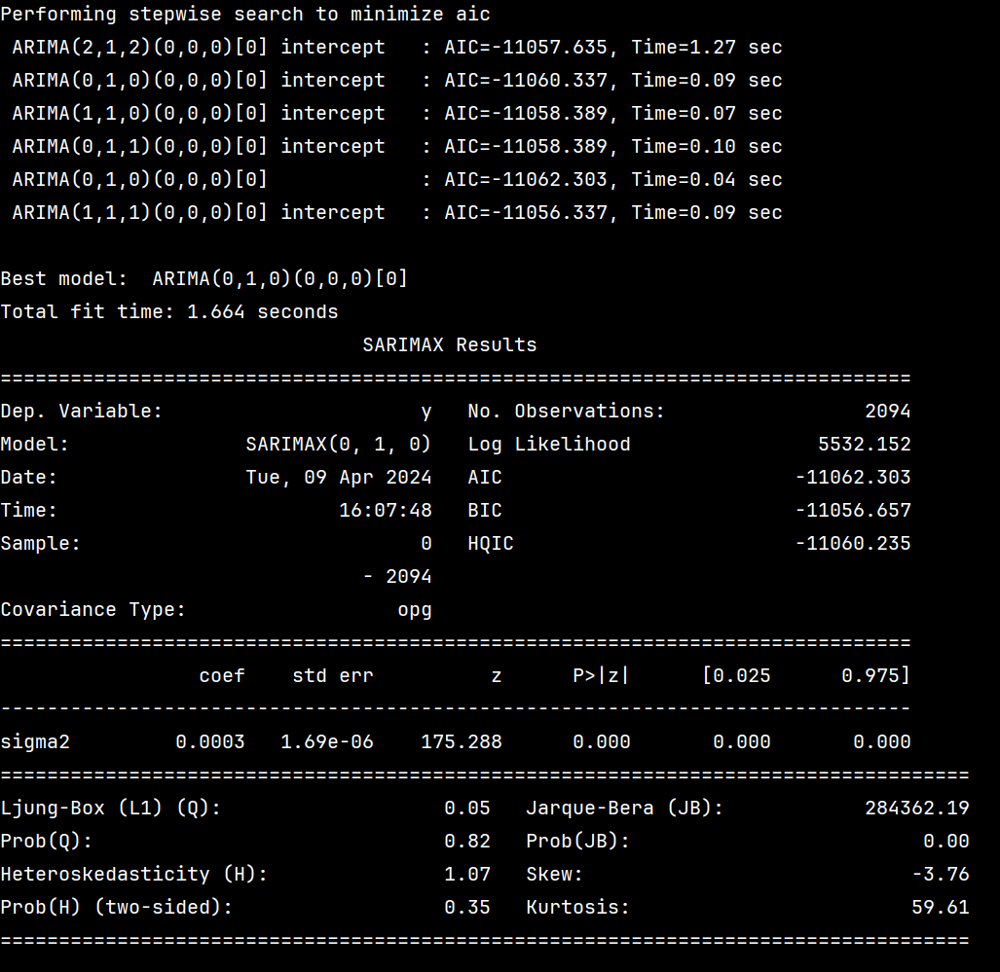 Performing stepwise search to minimize aic
 ARIMA(2,1,2)(0,0,0)[0] intercept   : AIC=-11057.635, Time=1.27 sec
 ARIMA(0,1,0)(0,0,0)[0] intercept   : AIC=-11060.337, Time=0.09 sec
 ARIMA(1,1,0)(0,0,0)[0] intercept   : AIC=-11058.389, Time=0.07 sec
 ARIMA(0,1,1)(0,0,0)[0] intercept   : AIC=-11058.389, Time=0.10 sec
 ARIMA(0,1,0)(0,0,0)[0]             : AIC=-11062.303, Time=0.04 sec
 ARIMA(1,1,1)(0,0,0)[0] intercept   : AIC=-11056.337, Time=0.09 sec

Best model:  ARIMA(0,1,0)(0,0,0)[0]
Total fit time: 1.664 seconds
                               SARIMAX Results
==============================================================================
Dep. Variable:                      y   No. Observations:                 2094
Model:               SARIMAX(0, 1, 0)   Log Likelihood                5532.152
Date:                Tue, 09 Apr 2024   AIC                         -11062.303
Time:                        16:07:48   BIC                         -11056.657
Sample:                             0   HQIC                        -11060.235
                               - 2094
Covariance Type:                  opg
==============================================================================
                 coef    std err          z      P>|z|      [0.025      0.975]
------------------------------------------------------------------------------
sigma2         0.0003   1.69e-06    175.288      0.000       0.000       0.000
===================================================================================
Ljung-Box (L1) (Q):                   0.05   Jarque-Bera (JB):            284362.19
Prob(Q):                              0.82   Prob(JB):                         0.00
Heteroskedasticity (H):               1.07   Skew:                            -3.76
Prob(H) (two-sided):                  0.35   Kurtosis:                        59.61
===================================================================================